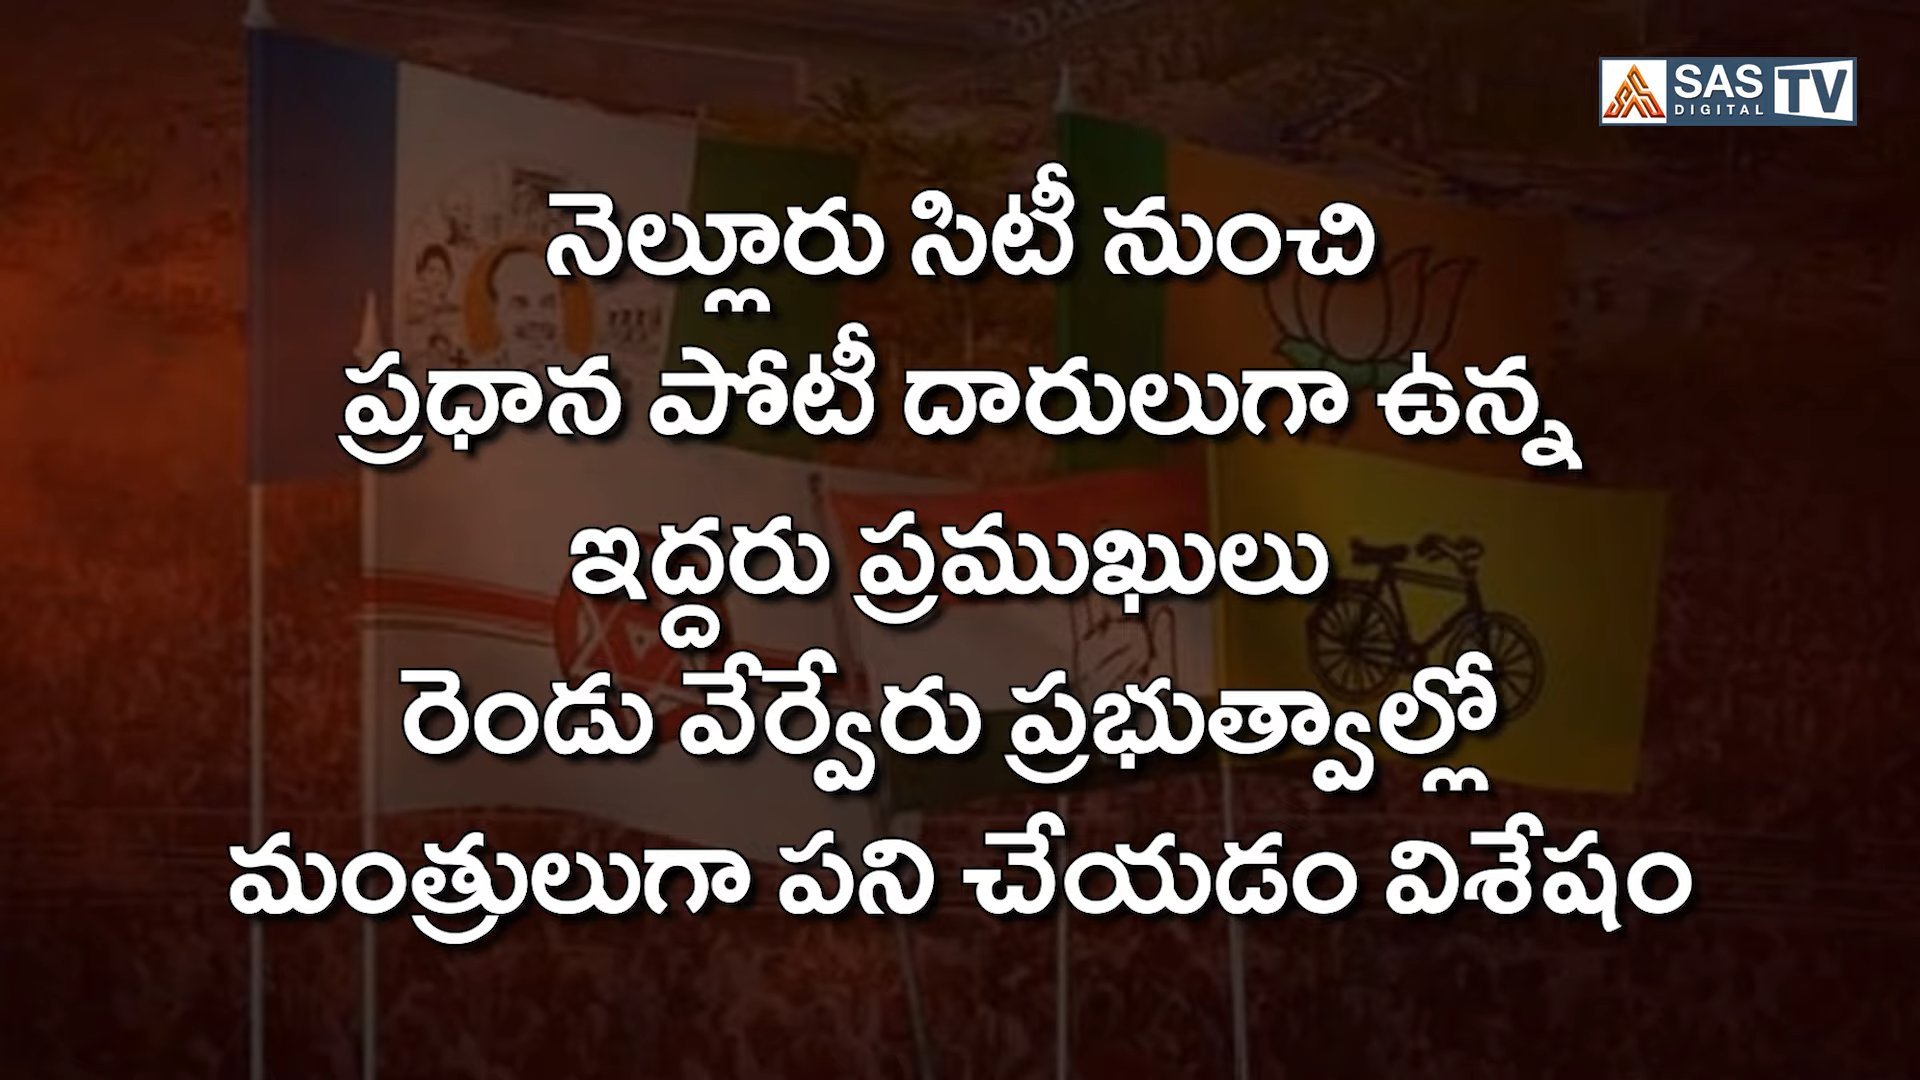 SAS TV
DIGITAL
నెల్లూరు సిటీ నుంచి
ప్రధాన పోటీ దారులుగా ఉన్న
ఇద్దరు ప్రముఖులు
రెండు వేర్వేరు ప్రభుత్వాల్లో
మంత్రులుగా పని చేయడం విశేషం